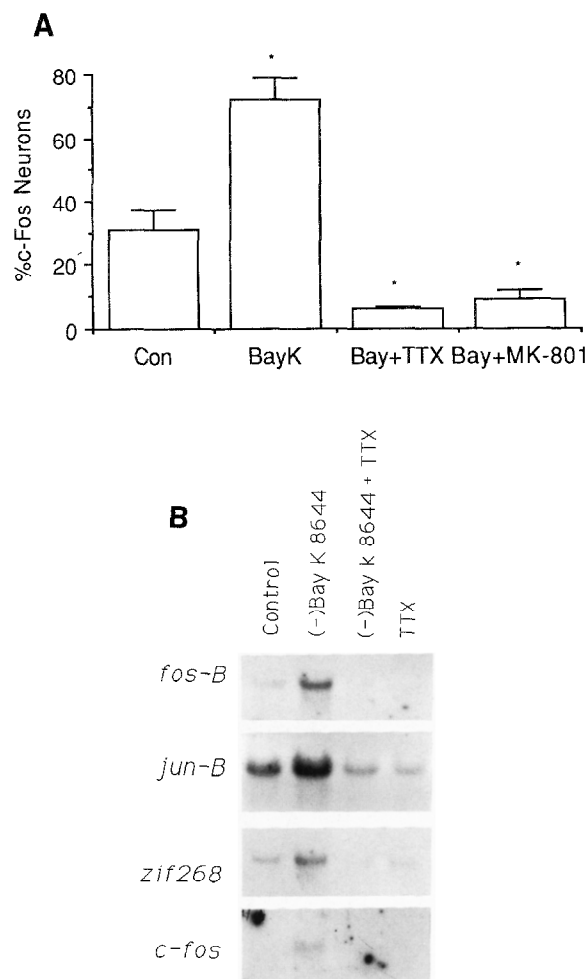 A
%c-Fos Neurons
80
60
40
20
0
*
*
*
Con
BayK
Bay+TTX
Bay+MK-801
B
Control
(-)Bay K 8644
(-)Bay K 8644 + TTX
TTX
fos-B
jun-B
zif268
c-fos